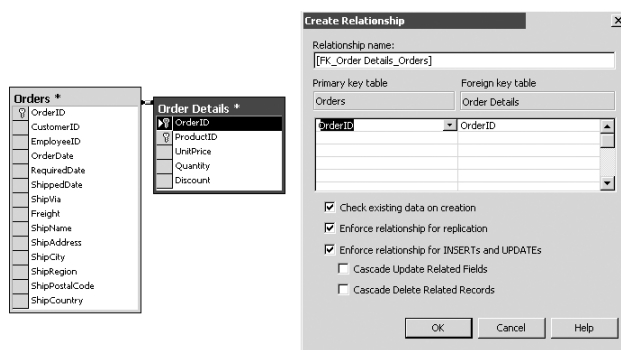 Orders *
OrderID
CustomerID
EmployeeID
OrderDate
RequiredDate
ShippedDate
ShipVia
Freight
ShipName
ShipAddress
ShipCity
ShipRegion
ShipPostalCode
ShipCountry
Order Details *
OrderID
ProductID
UnitPrice
Quantity
Discount
Create Relationship
Relationship name:
[FK_Order Details_Orders]
Primary key table Foreign key table
Orders Order Details
OrderID OrderID
Check existing data on creation
Enforce relationship for replication
Enforce relationship for INSERTs and UPDATEs
Cascade Update Related Fields
Cascade Delete Related Records
OK Cancel Help